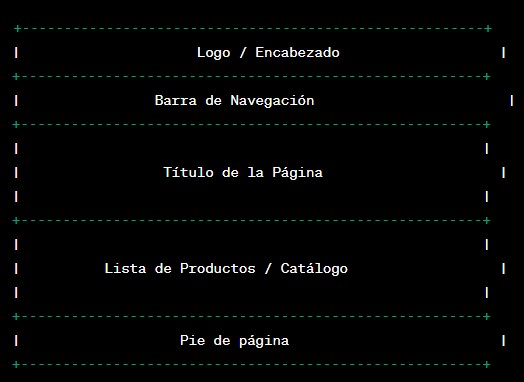 +-------------------------------------------------------+
| Logo / Encabezado |
+-------------------------------------------------------+
| Barra de Navegación |
+-------------------------------------------------------+
| |
| Título de la Página |
| |
+-------------------------------------------------------+
| |
| Lista de Productos / Catálogo |
| |
+-------------------------------------------------------+
| Pie de página |
+-------------------------------------------------------+